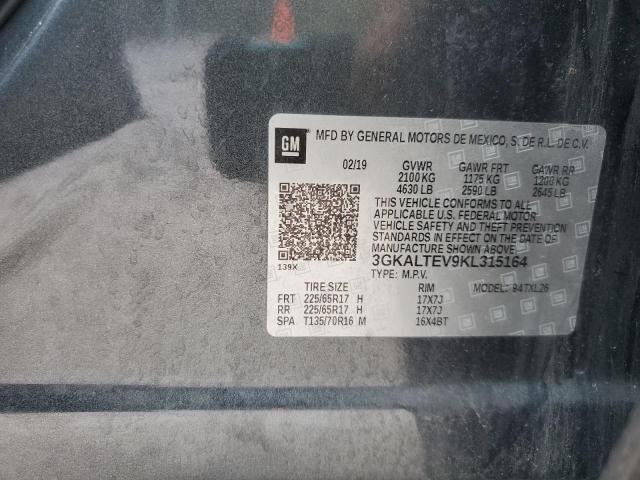 GM MFD BY GENERAL MOTORS DE MEXICO, S. DE R.L. DE C.V.
02/19 GVWR GAWR FRT GAWR RR
2100 KG 1175 KG 1200 KG
4630 LB 2590 LB 2645 LB
THIS VEHICLE CONFORMS TO ALL
APPLICABLE U.S. FEDERAL MOTOR
VEHICLE SAFETY AND THEFT PREVENTION
STANDARDS IN EFFECT ON THE DATE OF
MANUFACTURE SHOWN ABOVE.
139X 3GKALTEV9KL315164
TYPE: M.P.V.
TIRE SIZE RIM MODEL: 94TXL26
FRT 225/65R17 H 17X7J
RR 225/65R17 H 17X7J
SPA T135/70R16 M 16X4BT